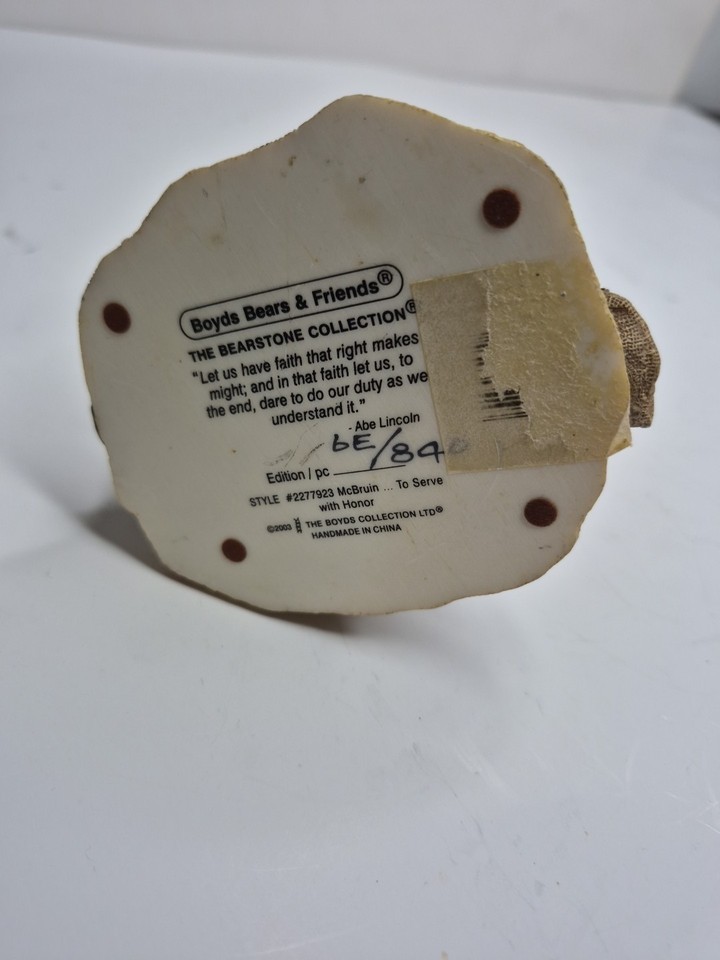 Boyds Bears & Friends®
THE BEARSTONE COLLECTION®
"Let us have faith that right makes
might; and in that faith let us, to
the end, dare to do our duty as we
understand it."
- Abe Lincoln
Edition / pc 6E/84
STYLE #2277923 McBruin ... To Serve
with Honor
©2003 THE BOYDS COLLECTION LTD®
HANDMADE IN CHINA